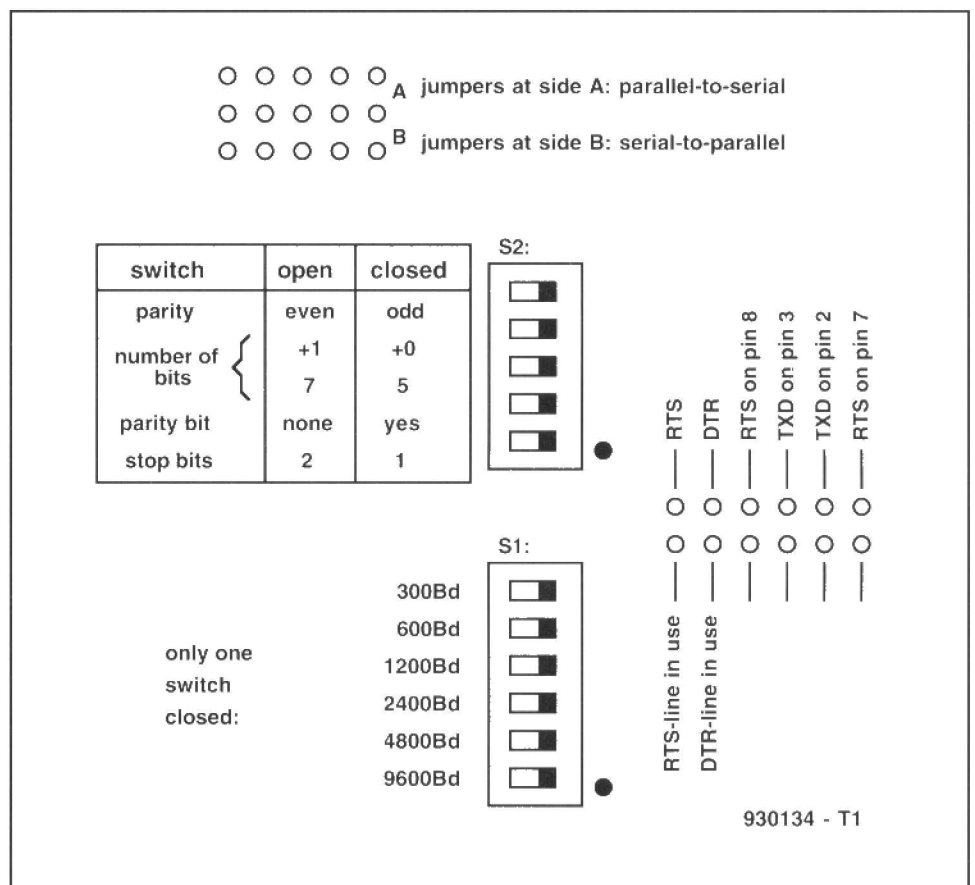 A jumpers at side A: parallel-to-serial
B jumpers at side B: serial-to-parallel
switch open closed
parity even odd
number of bits +1 +0
7 5
parity bit none yes
stop bits 2 1
S2:
RTS
DTR
RTS on pin 8
TXD on pin 3
TXD on pin 2
RTS on pin 7
S1:
only one
switch
closed:
300Bd
600Bd
1200Bd
2400Bd
4800Bd
9600Bd
RTS-line in use
DTR-line in use
930134 - T1